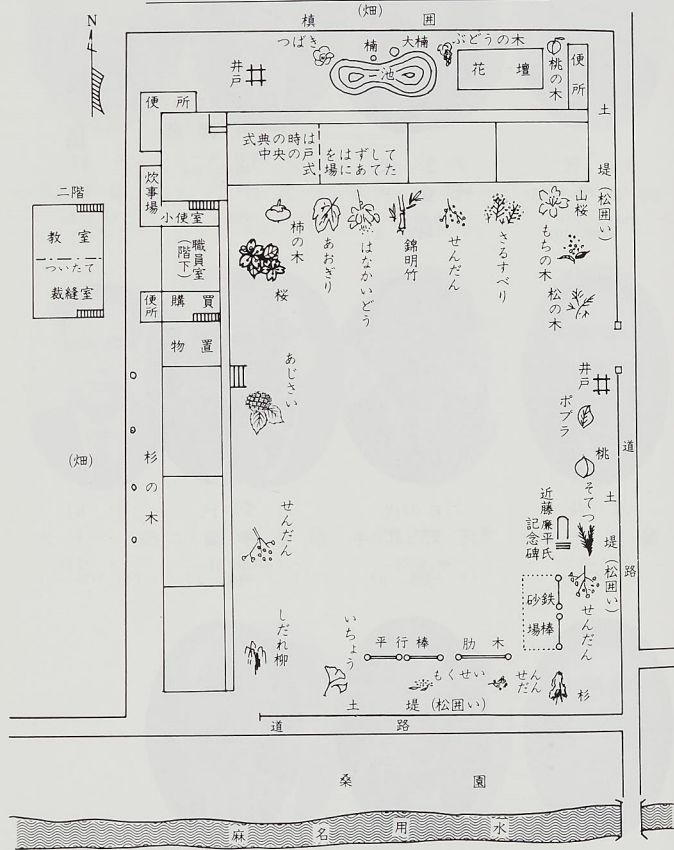 (畑)
槙囲
N
つばき
楠
大楠
ぶどうの木
井戸
池
花壇
桃の木
便所
便所
土堤(松囲い)
式典の時は
中央の戸
をはずして
式場にあてた
炊事場
二階
教室
ついたて
裁縫室
小使室
職員室
(階下)
便所
購買
物置
柿の木
桜
あおぎり
はなかいどう
錦明竹
せんだん
さるすべり
山桜
もちの木
松の木
あじさい
井戸
ポプラ
桃
そてつ
道路
土堤(松囲い)
近藤廉平氏
記念碑
(畑)
杉の木
せんだん
砂場
鉄棒
せんだん
しだれ柳
いちょう
平行棒
肋木
もくせい
せんだん
杉
土堤(松囲い)
道路
桑園
麻名用水